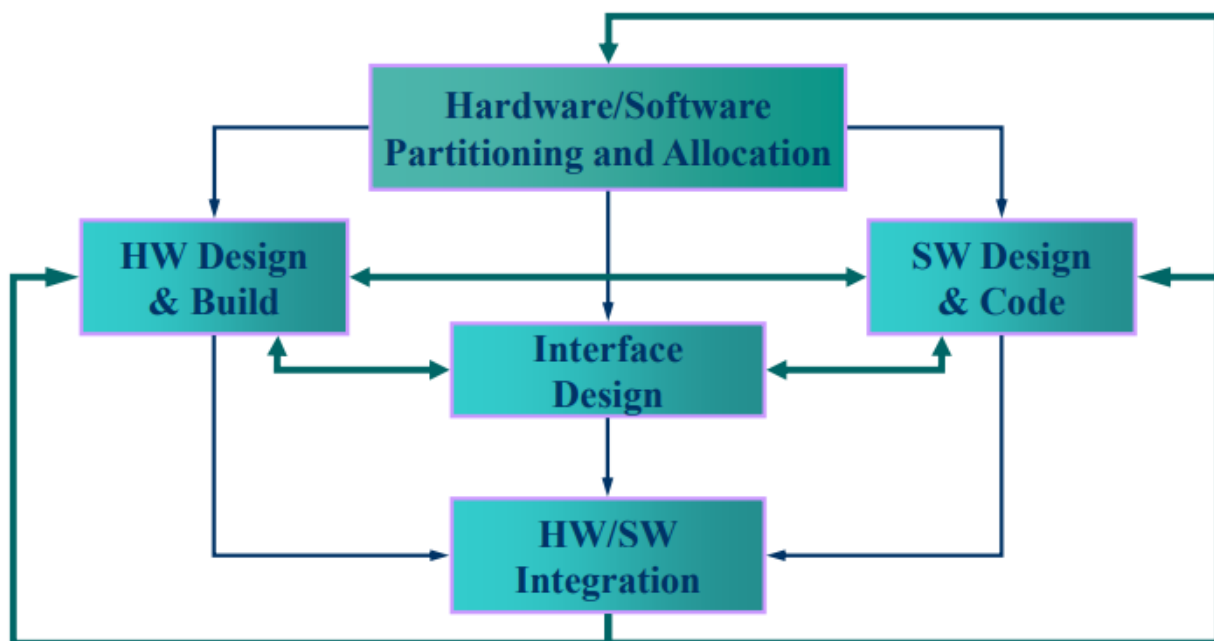 Hardware/Software
Partitioning and Allocation
HW Design
& Build
SW Design
& Code
Interface
Design
HW/SW
Integration